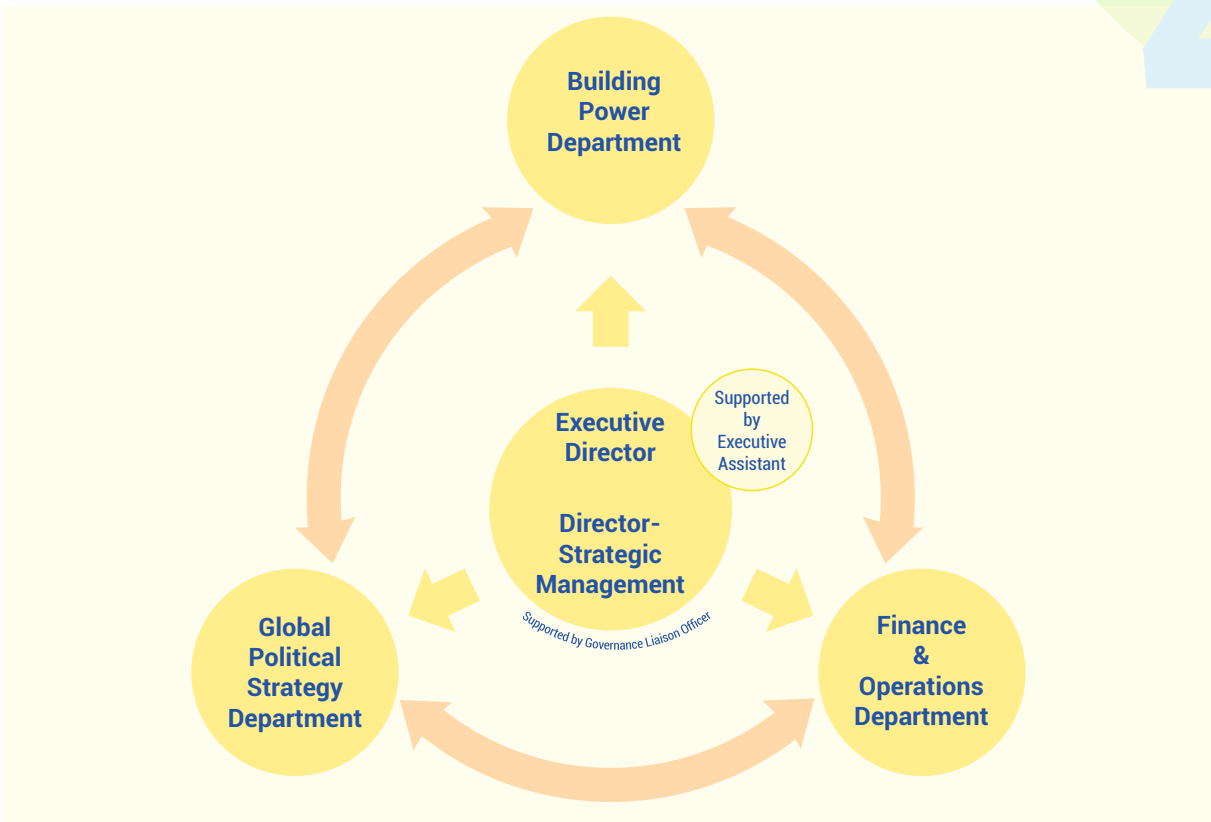 Building
Power
Department
Executive
Director
Director-
Strategic
Management
Supported
by
Executive
Assistant
Supported by Governance Liaison Officer
Global
Political
Strategy
Department
Finance
&
Operations
Department